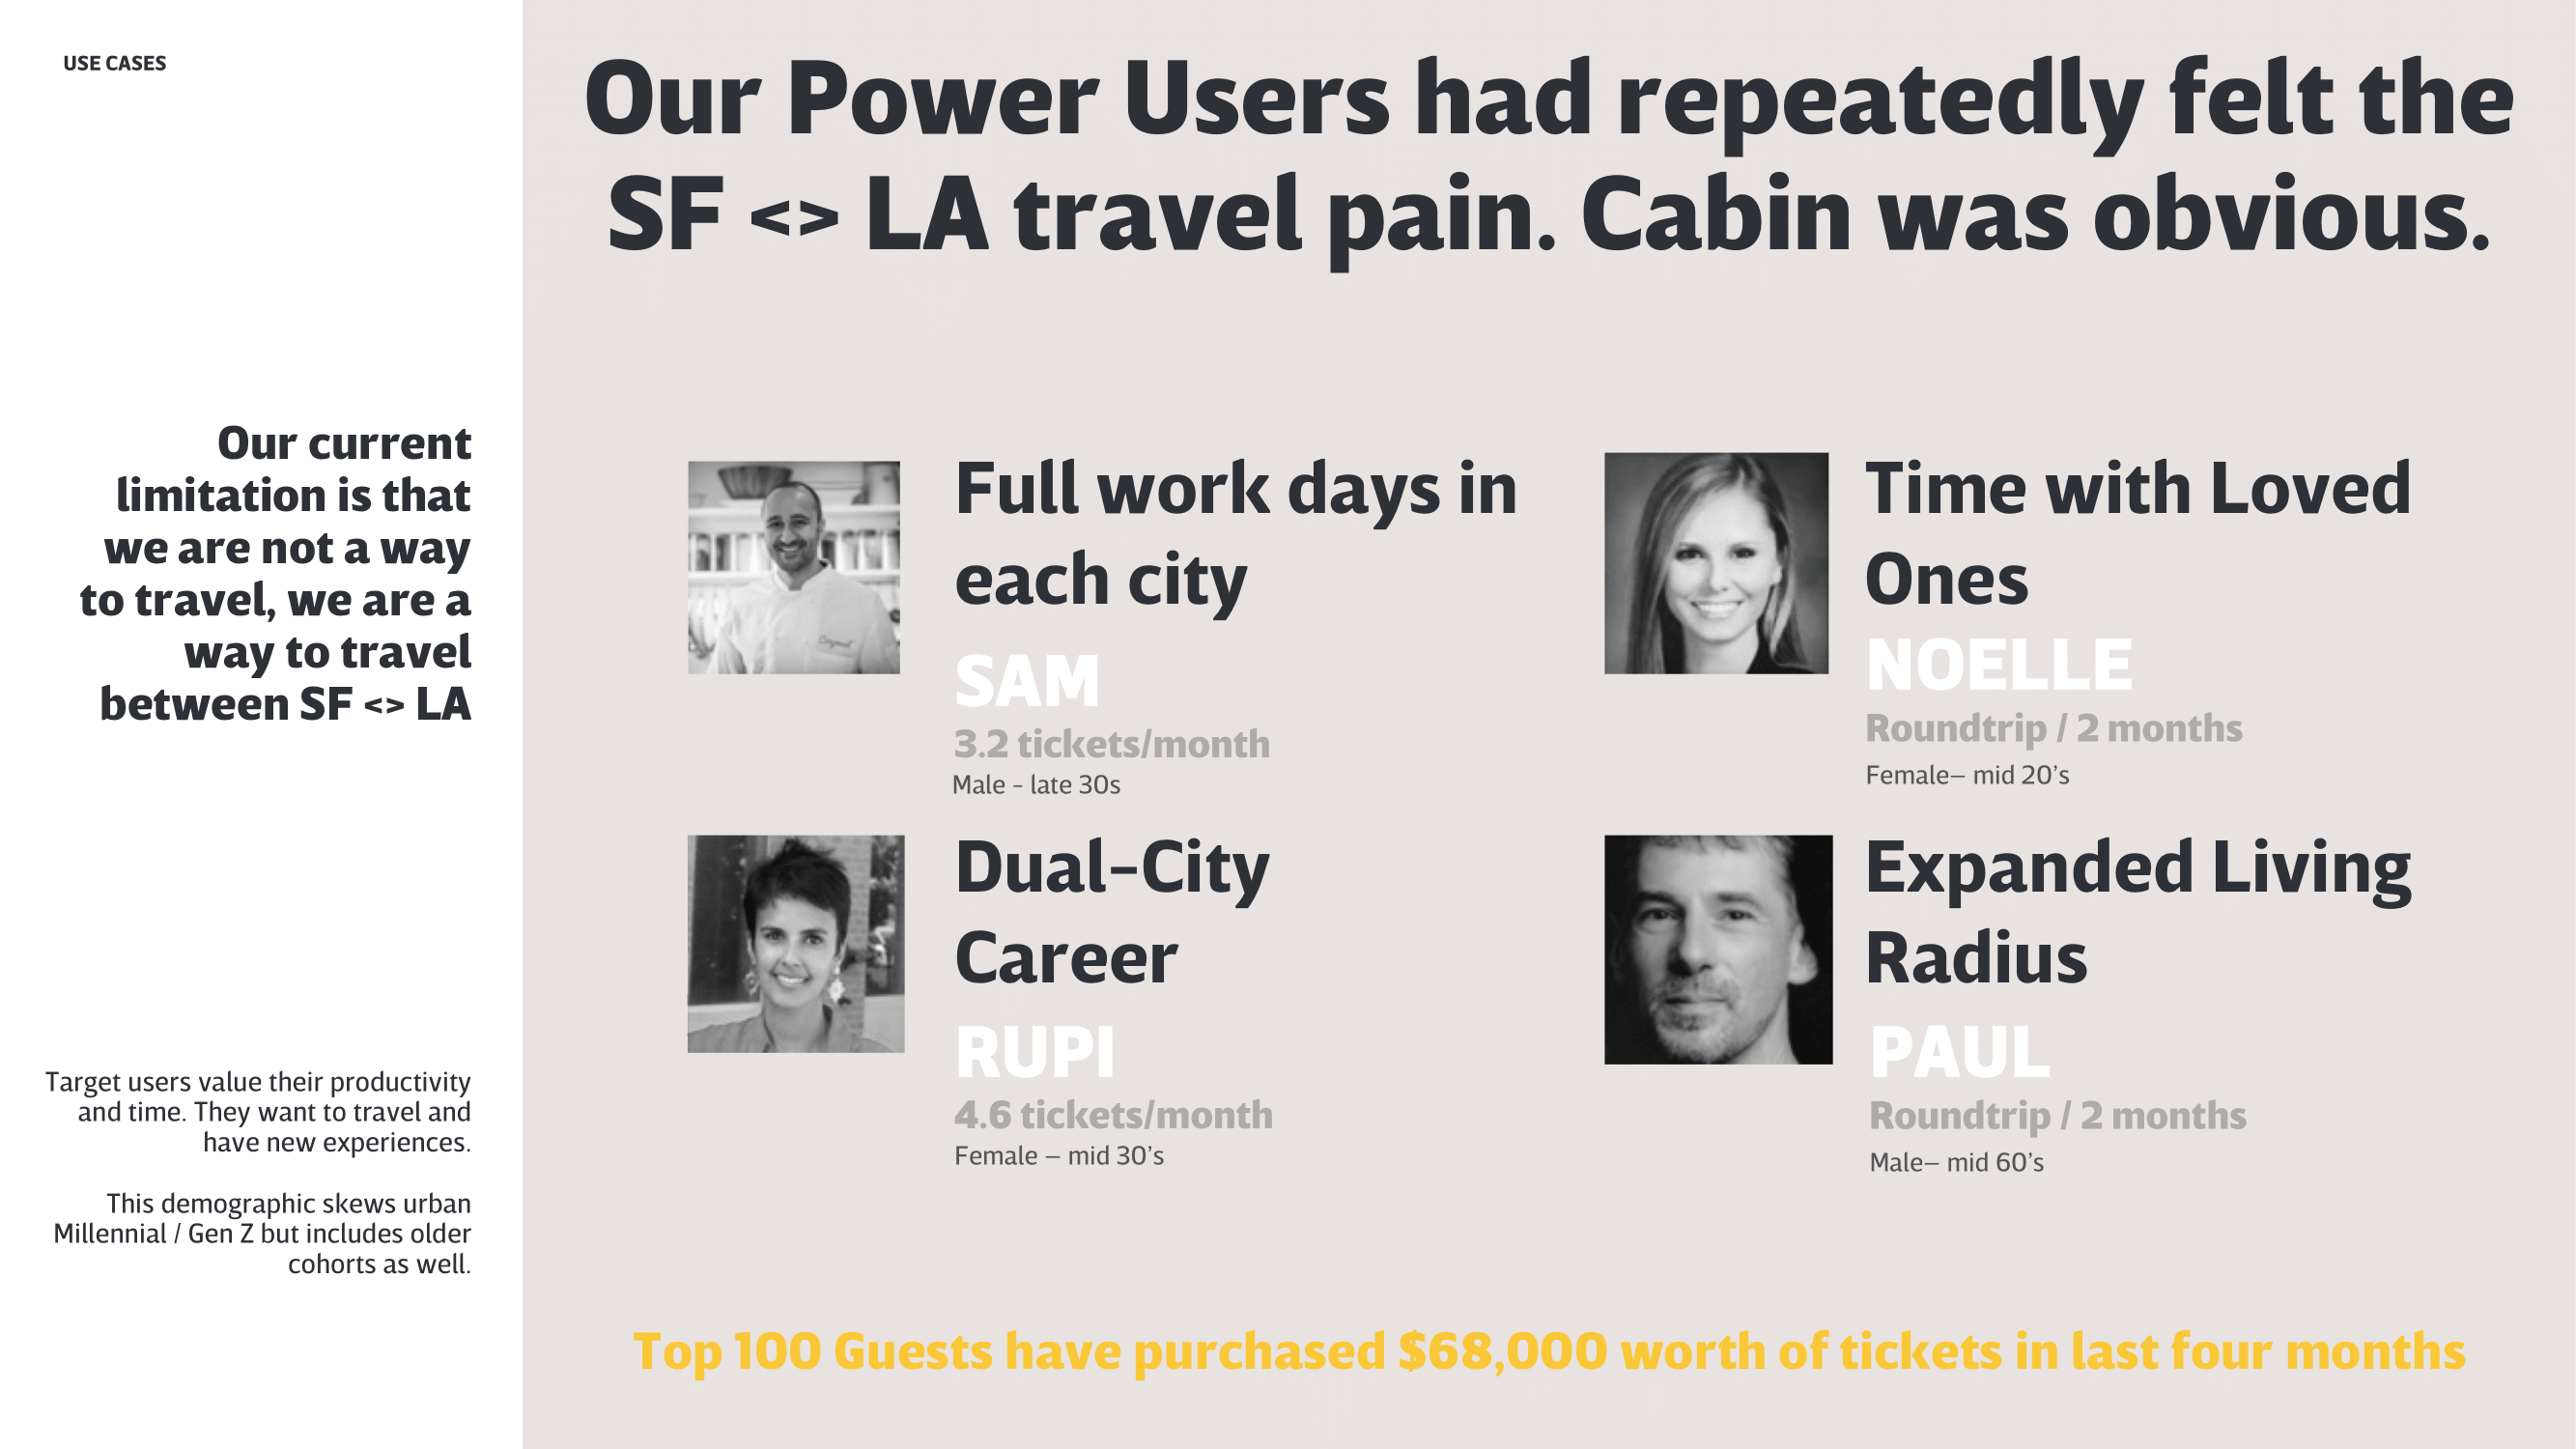 USE CASES
Our current
limitation is that
we are not a way
to travel, we are a
way to travel
between SF <> LA
Target users value their productivity
and time. They want to travel and
have new experiences.
This demographic skews urban
Millennial / Gen Z but includes older
cohorts as well.
Our Power Users had repeatedly felt the
SF <> LA travel pain. Cabin was obvious.
Full work days in
each city
SAM
3.2 tickets/month
Male - late 30s
Time with Loved
Ones
NOELLE
Roundtrip / 2 months
Female– mid 20’s
Dual-City
Career
RUPI
4.6 tickets/month
Female – mid 30’s
Expanded Living
Radius
PAUL
Roundtrip / 2 months
Male– mid 60’s
Top 100 Guests have purchased $68,000 worth of tickets in last four months